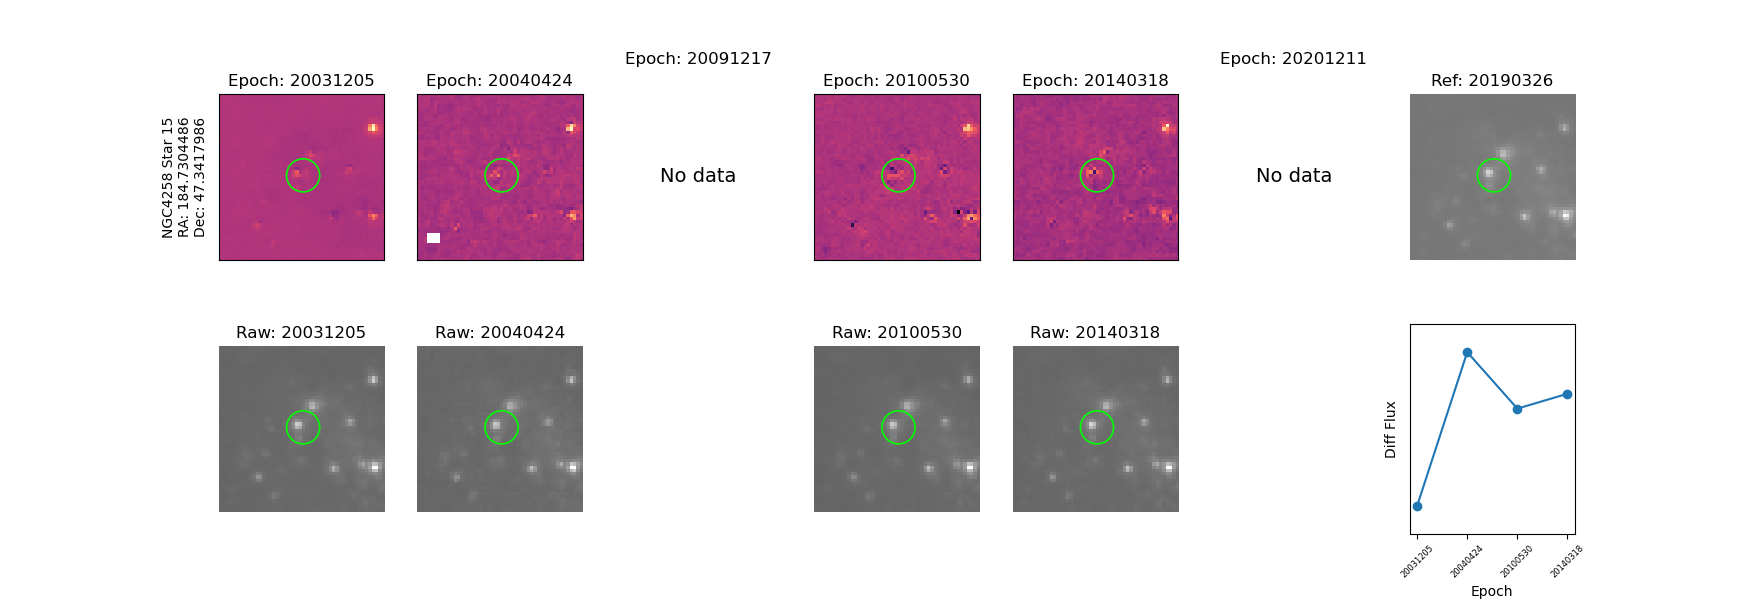 Epoch: 20091217
Epoch: 20201211
Epoch: 20031205
Epoch: 20040424
Epoch: 20100530
Epoch: 20140318
Ref: 20190326
NGC4258 Star 15
RA: 184.7304486
Dec: 47.3417986
No data
No data
Raw: 20031205
Raw: 20040424
Raw: 20100530
Raw: 20140318
Diff Flux
20031205
20040424
20100530
20140318
Epoch